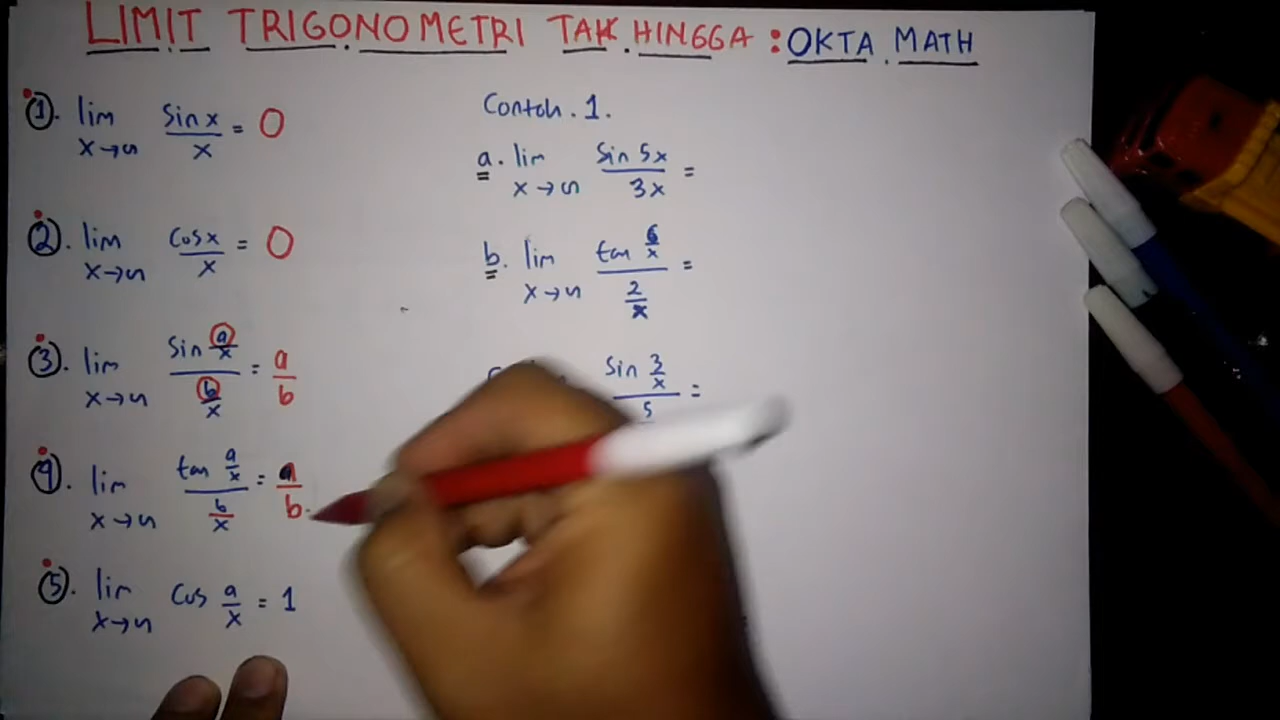 LIMIT TRIGONOMETRI TAK HINGGA : OKTA MATH
1. lim x→∞ sin x / x = 0
2. lim x→∞ cos x / x = 0
3. lim x→∞ sin a/x / b/x = a/b
4. lim x→∞ tan a/x / b/x = a/b
5. lim x→∞ cos a/x = 1
Contoh. 1.
a. lim x→∞ sin 5x / 3x =
b. lim x→∞ tan 6/x / 2/x =
sin 3/x / 5 =